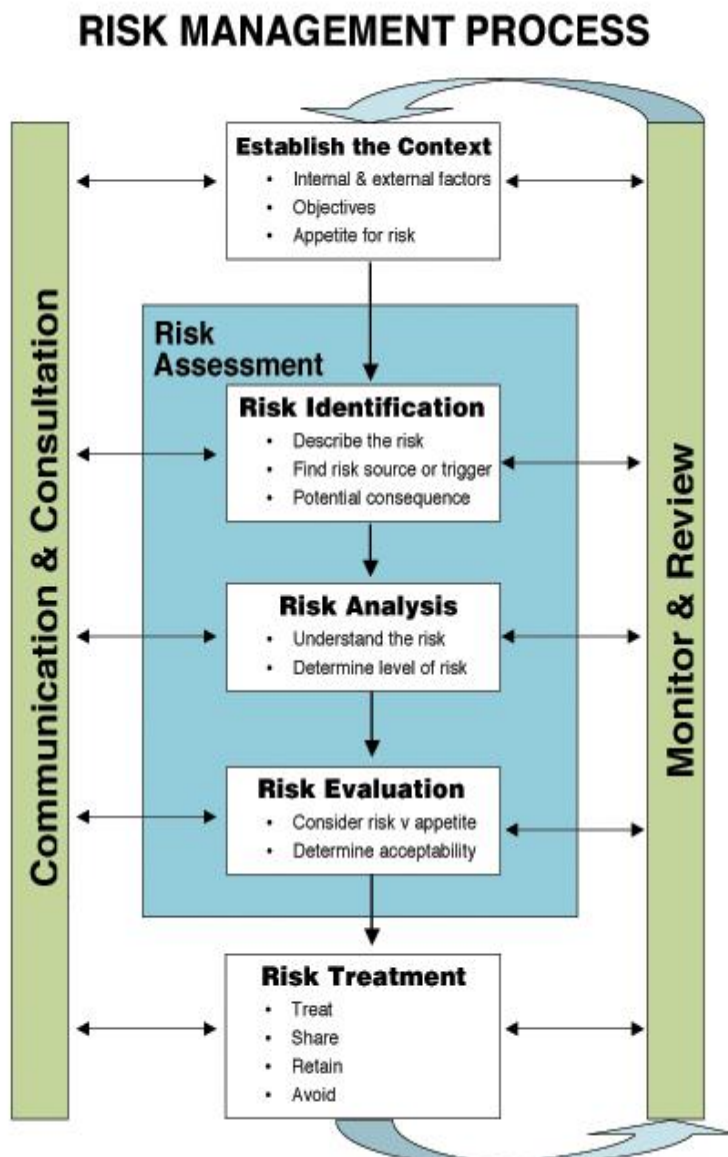 RISK MANAGEMENT PROCESS
Communication & Consultation
Establish the Context
• Internal & external factors
• Objectives
• Appetite for risk
Risk
Assessment
Risk Identification
• Describe the risk
• Find risk source or trigger
• Potential consequence
Risk Analysis
• Understand the risk
• Determine level of risk
Risk Evaluation
• Consider risk v appetite
• Determine acceptability
Risk Treatment
• Treat
• Share
• Retain
• Avoid
Monitor & Review